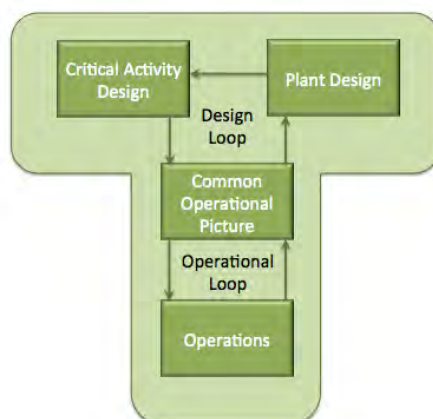 Critical Activity
Design
Plant Design
Design
Loop
Common
Operational
Picture
Operational
Loop
Operations